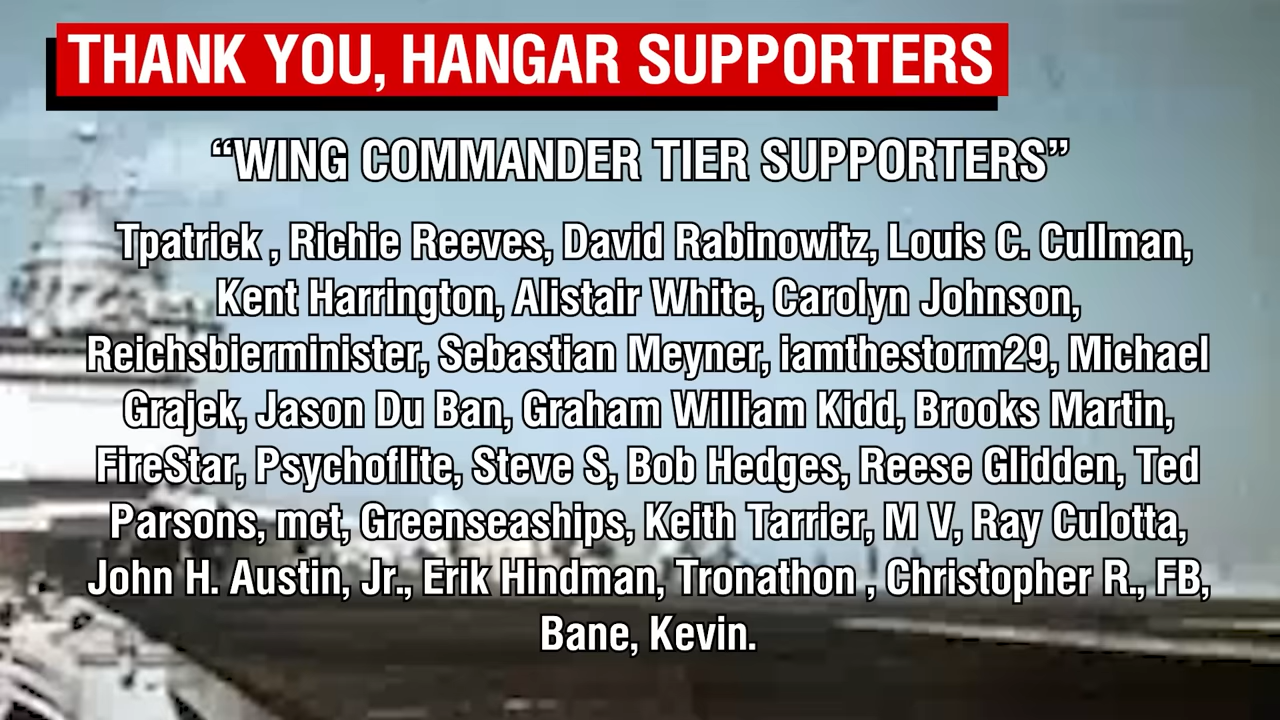 THANK YOU, HANGAR SUPPORTERS
“WING COMMANDER TIER SUPPORTERS”
Tpatrick , Richie Reeves, David Rabinowitz, Louis C. Cullman,
Kent Harrington, Alistair White, Carolyn Johnson,
Reichsbierminister, Sebastian Meyner, iamthestorm29, Michael
Grajek, Jason Du Ban, Graham William Kidd, Brooks Martin,
FireStar, Psychoflite, Steve S, Bob Hedges, Reese Glidden, Ted
Parsons, mct, Greenseaships, Keith Tarrier, M V, Ray Culotta,
John H. Austin, Jr., Erik Hindman, Tronathon , Christopher R., FB,
Bane, Kevin.